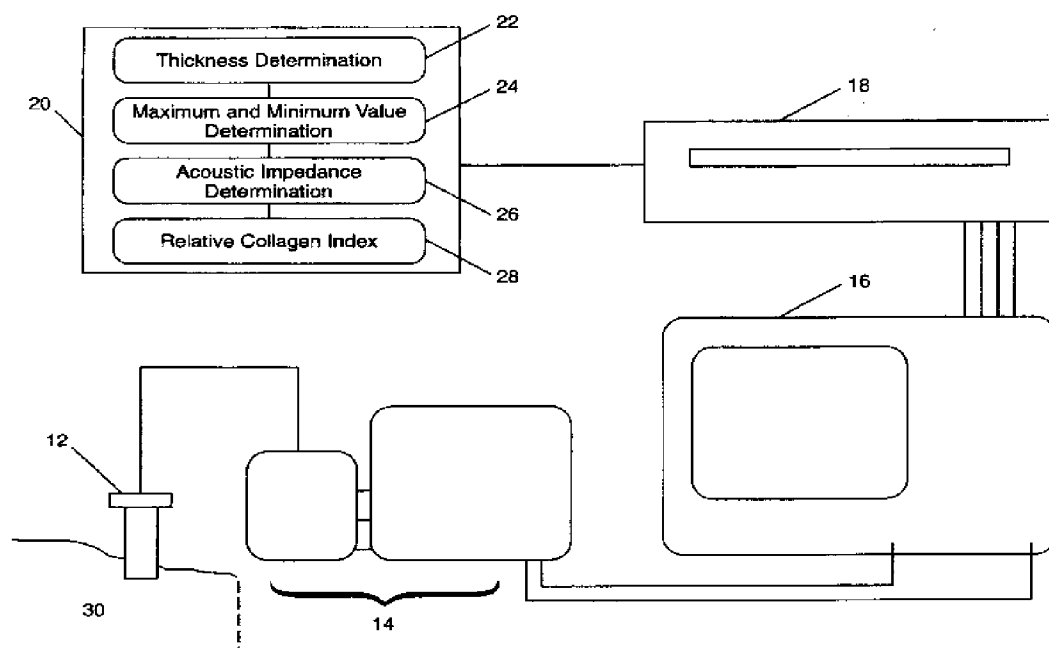 22
Thickness Determination
24
20
Maximum and Minimum Value
Determination
18
Acoustic Impedance
Determination
26
Relative Collagen Index
28
16
12
30
14